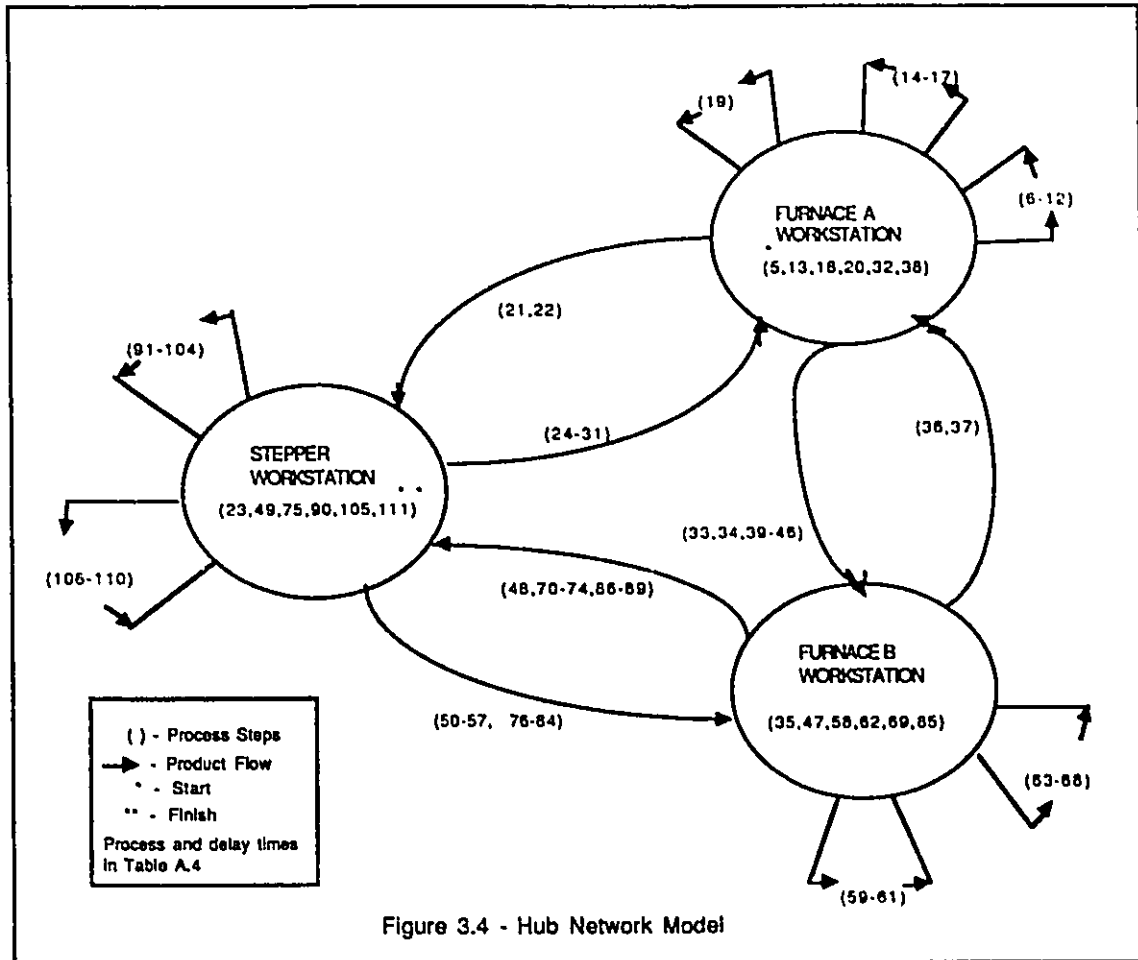 (14-17)
(19)
(6-12)
FURNACE A
WORKSTATION
(5,13,18,20,32,38)
(21,22)
(91-104)
(24-31)
(36,37)
STEPPER
WORKSTATION
(23,49,75,90,105,111)
(33,34,39-46)
(106-110)
(48,70-74,86-89)
FURNACE B
WORKSTATION
(35,47,58,62,69,85)
(50-57, 76-84)
(63-68)
(59-61)
( ) - Process Steps
- Product Flow
• - Start
•• - Finish
Process and delay times
in Table A.4
Figure 3.4 - Hub Network Model